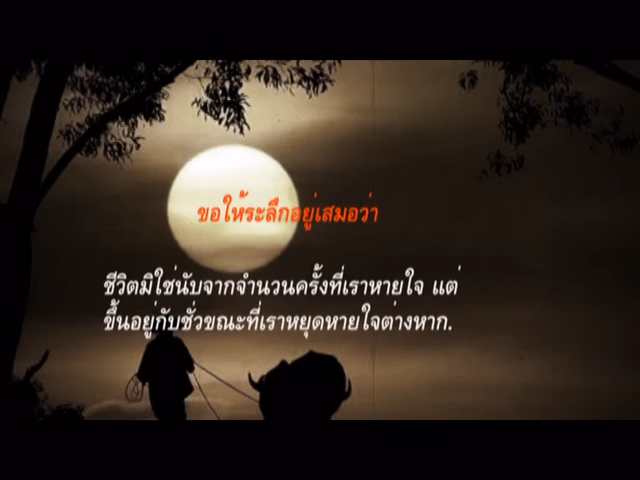 ขอให้ระลึกอยู่เสมอว่า
ชีวิตมิใช่นับจากจำนวนครั้งที่เราหายใจ แต่
ขึ้นอยู่กับชั่วขณะที่เราหยุดหายใจต่างหาก.